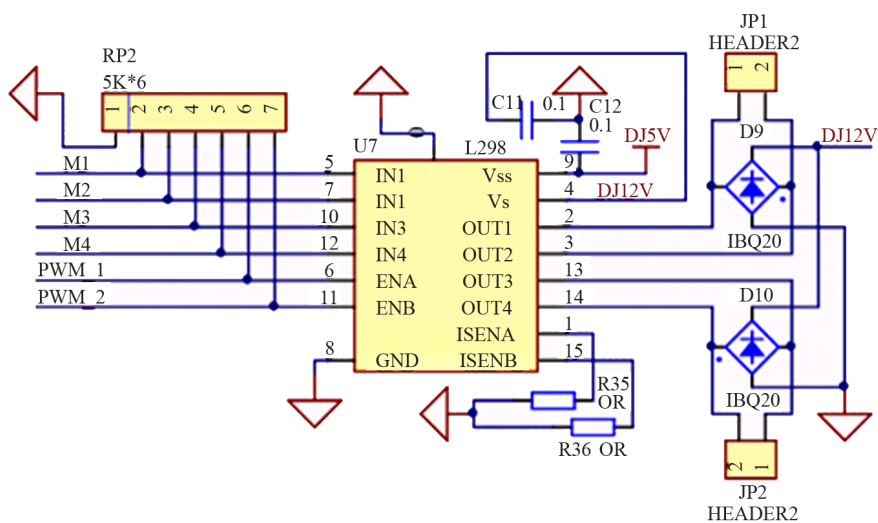 JP1
HEADER2
RP2
5K*6
1 2 3 4 5 6 7
1 2
C11 0.1 C12
0.1
D9
DJ5V
DJ12V
U7 L298
M1 5 IN1 Vss 9
M2 7 IN1 Vs 4 DJ12V
M3 10 IN3 OUT1 2
M4 12 IN4 OUT2 3
IBQ20
PWM_1 6 ENA OUT3 13
PWM_2 11 ENB OUT4 14
D10
ISENA 1
8 GND ISENB 15
R35
OR
IBQ20
R36 OR
2 1
JP2
HEADER2